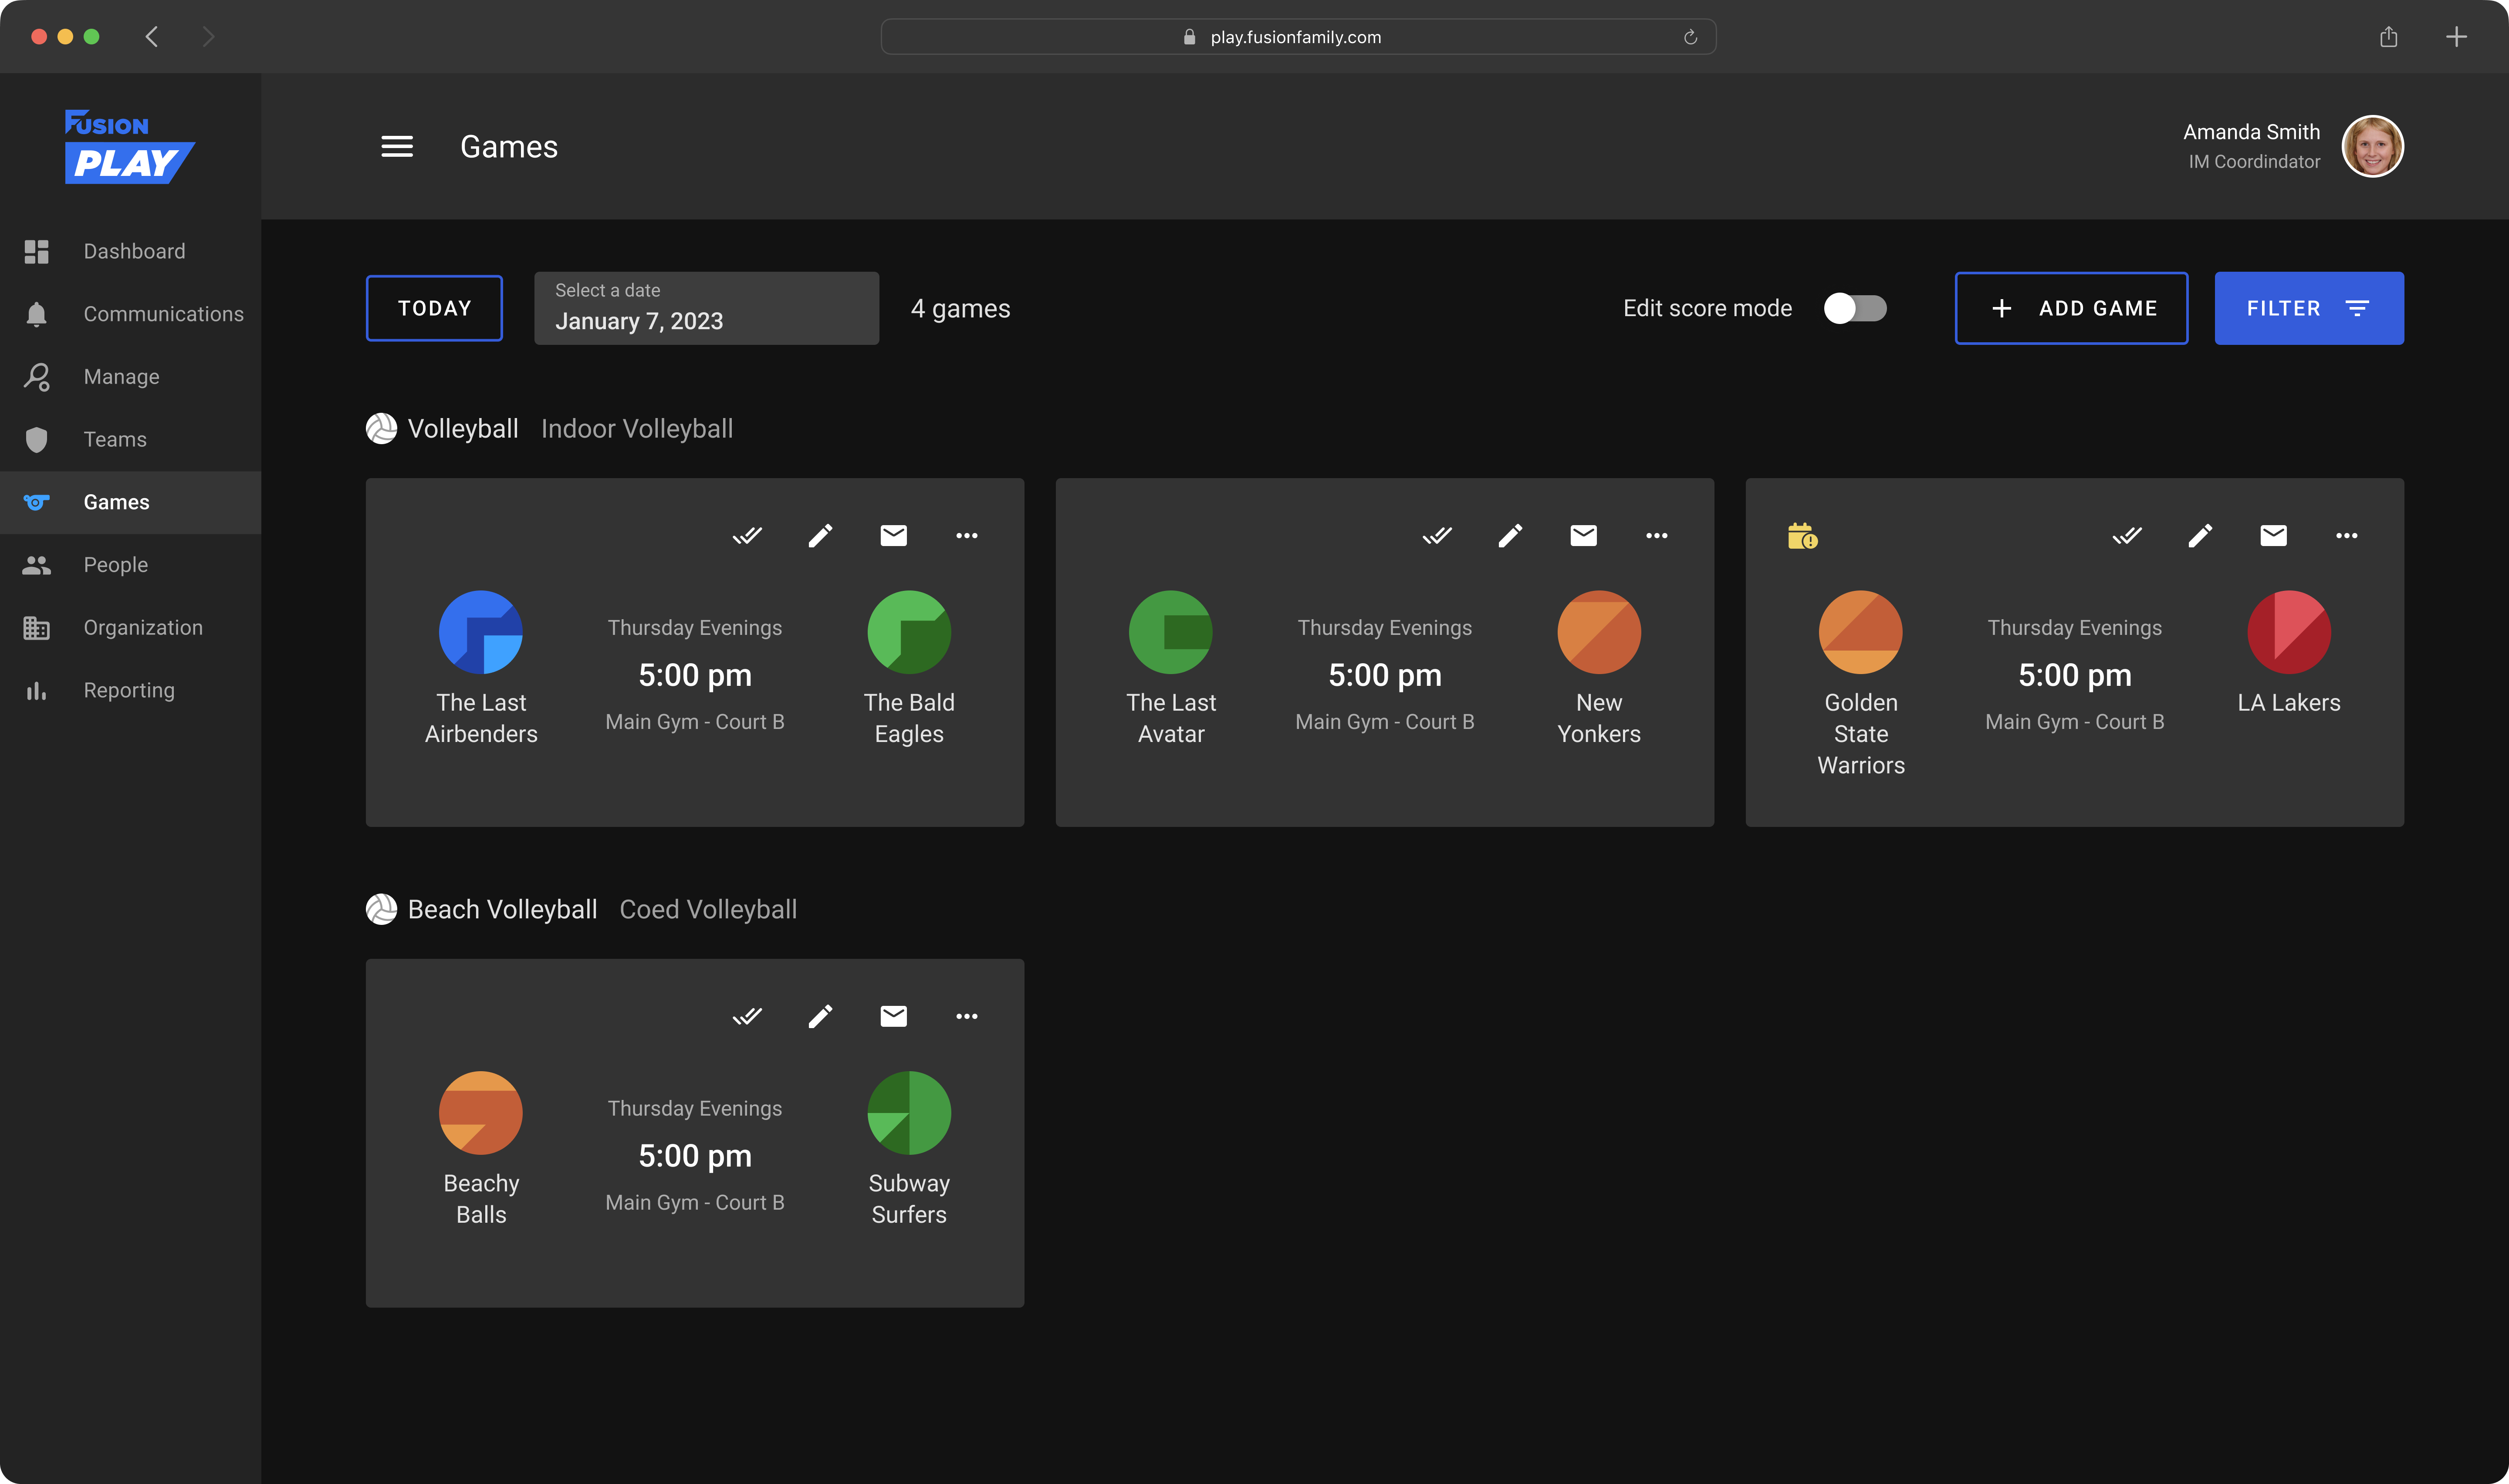 play.fusionfamily.com
FUSION
PLAY
Games
Amanda Smith
IM Coordindator
Dashboard
Communications
Manage
Teams
Games
People
Organization
Reporting
TODAY
Select a date
January 7, 2023
4 games
Edit score mode
ADD GAME
FILTER
Volleyball Indoor Volleyball
The Last
Airbenders
Thursday Evenings
5:00 pm
Main Gym - Court B
The Bald
Eagles
The Last
Avatar
Thursday Evenings
5:00 pm
Main Gym - Court B
New
Yonkers
Golden
State
Warriors
Thursday Evenings
5:00 pm
Main Gym - Court B
LA Lakers
Beach Volleyball Coed Volleyball
Beachy
Balls
Thursday Evenings
5:00 pm
Main Gym - Court B
Subway
Surfers